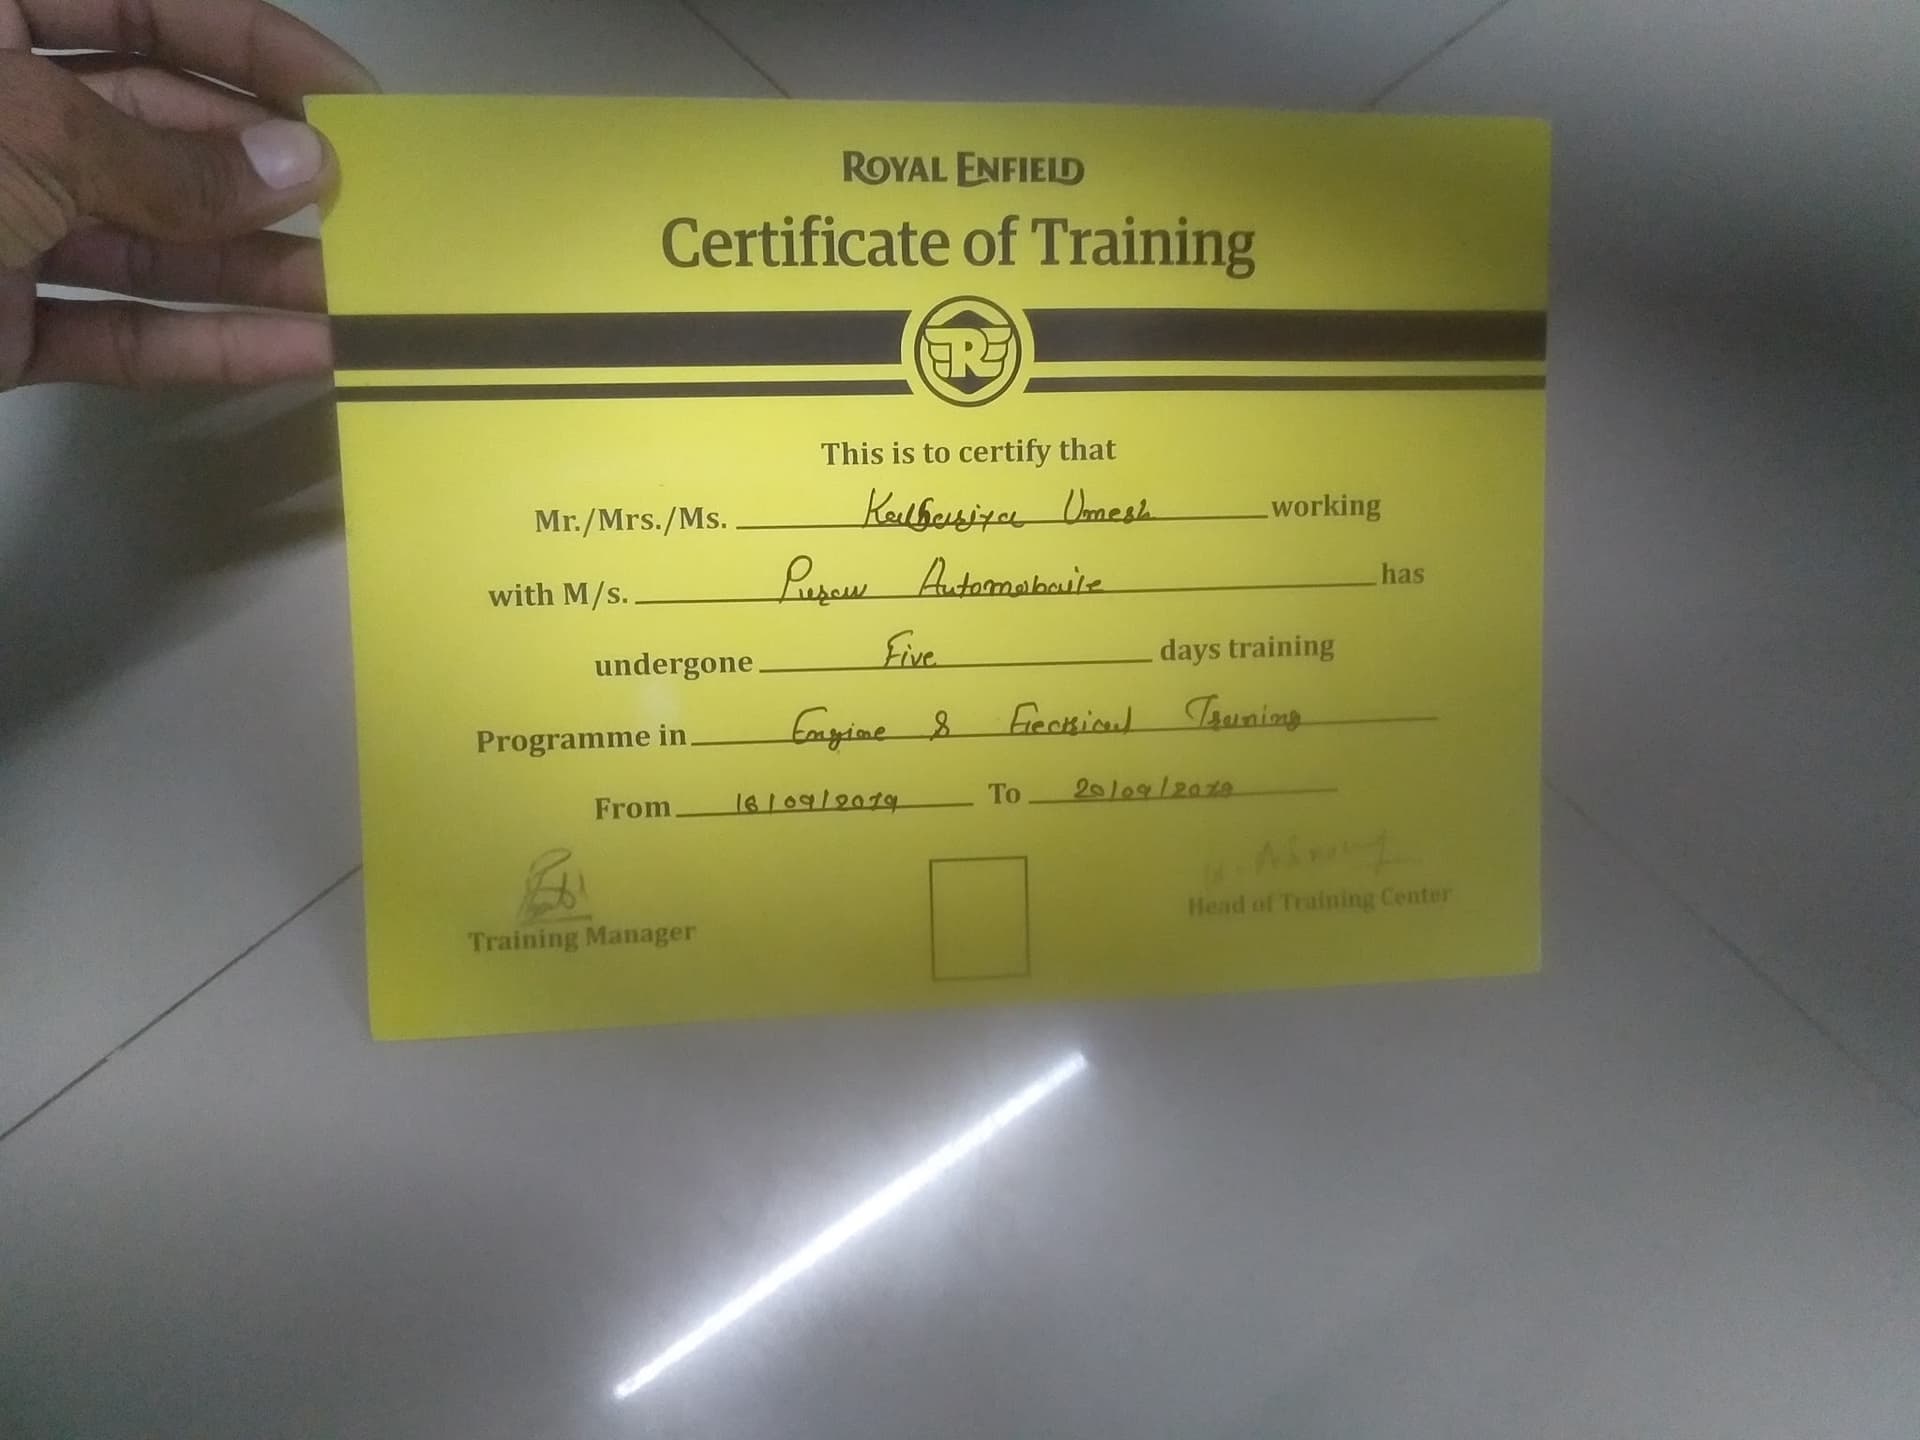 ROYAL ENFIELD
Certificate of Training
R
This is to certify that
Mr./Mrs./Ms. Umesh working
with M/s. Automobaile has
undergone Five days training
Programme in Engine & Training
From 16/09/2019 To 20/09/2019
Training Manager
Head of Training Center